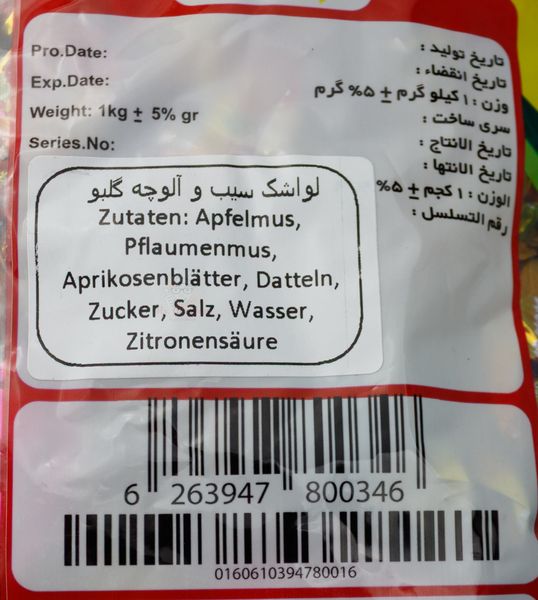 Pro.Date:
Exp.Date:
Weight: 1kg ± 5% gr
Series.No:
تاریخ تولید :
تاریخ انقضاء :
وزن : ۱ کیلو گرم ± ۵% گرم
سری ساخت :
تاریخ الانتاج :
تاریخ الانتها :
الوزن : ۱ کجم ± ۵%
رقم التسلسل :
لواشک سیب و آلوچه گلبو
Zutaten: Apfelmus,
Pflaumenmus,
Aprikosenblätter, Datteln,
Zucker, Salz, Wasser,
Zitronensäure
6 263947 800346
0160610394780016